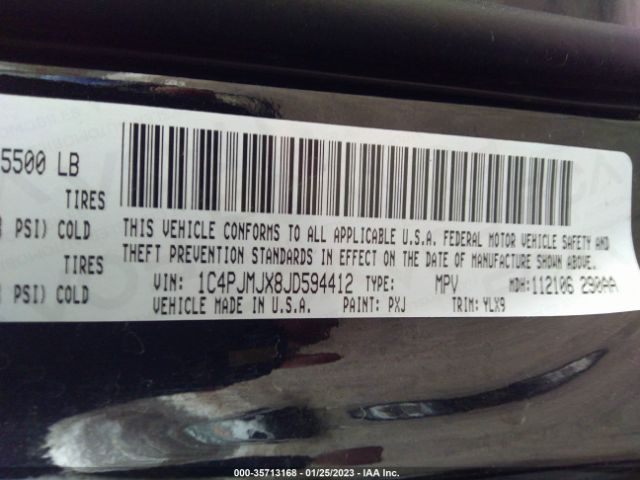 5500 LB
TIRES
PSI) COLD
TIRES
PSI) COLD
THIS VEHICLE CONFORMS TO ALL APPLICABLE U.S.A. FEDERAL MOTOR VEHICLE SAFETY AND
THEFT PREVENTION STANDARDS IN EFFECT ON THE DATE OF MANUFACTURE SHOWN ABOVE.
VIN: 1C4PJMJX8JD594412 TYPE: MPV MDH:112106 290AA
VEHICLE MADE IN U.S.A. PAINT: PXJ TRIM: YLX9
000-35713168 - 01/25/2023 - IAA Inc.